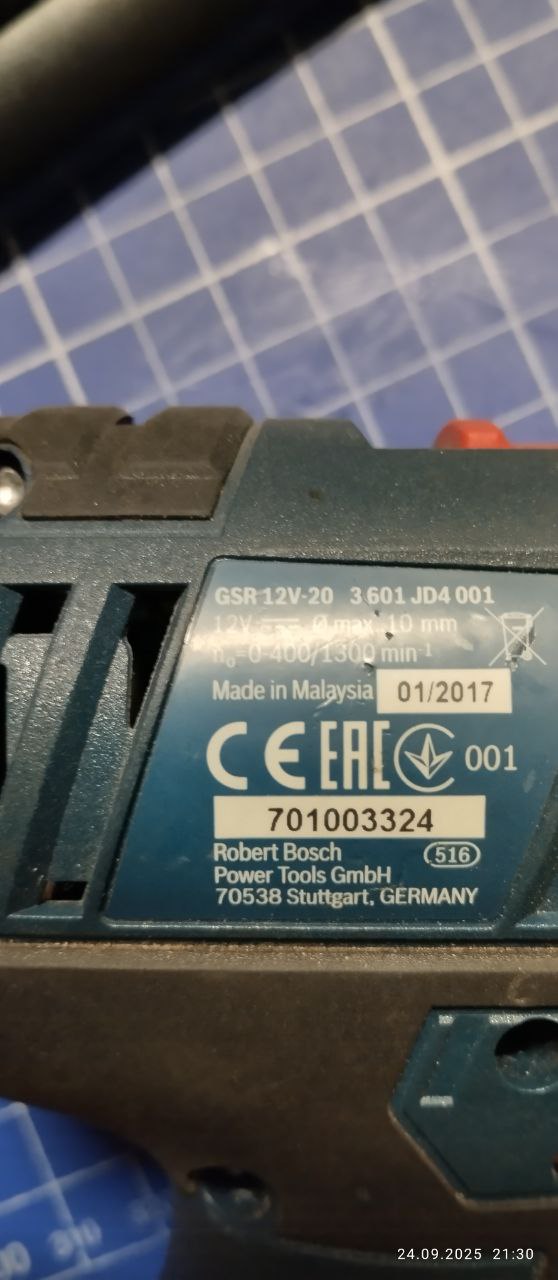 GSR 12V-20 3 601 JD4 001
12V ⎓ Ø max. 10 mm
n₀=0-400/1300 min⁻¹
Made in Malaysia 01/2017
CE EAC 001
701003324
Robert Bosch 516
Power Tools GmbH
70538 Stuttgart, GERMANY
24.09.2025 21:30